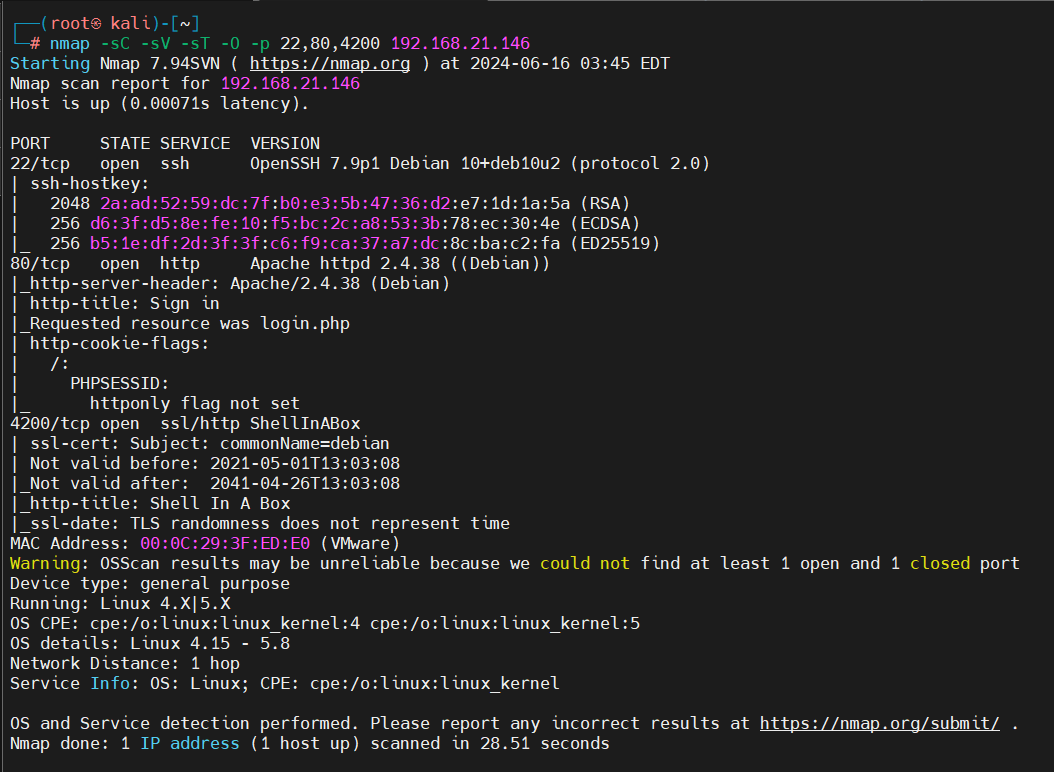 ┌──(root㉿ kali)-[~]
└─# nmap -sC -sV -sT -O -p 22,80,4200 192.168.21.146
Starting Nmap 7.94SVN ( https://nmap.org ) at 2024-06-16 03:45 EDT
Nmap scan report for 192.168.21.146
Host is up (0.00071s latency).

PORT     STATE SERVICE  VERSION
22/tcp   open  ssh      OpenSSH 7.9p1 Debian 10+deb10u2 (protocol 2.0)
| ssh-hostkey:
|   2048 2a:ad:52:59:dc:7f:b0:e3:5b:47:36:d2:e7:1d:1a:5a (RSA)
|   256 d6:3f:d5:8e:fe:10:f5:bc:2c:a8:53:3b:78:ec:30:4e (ECDSA)
|_  256 b5:1e:df:2d:3f:3f:c6:f9:ca:37:a7:dc:8c:ba:c2:fa (ED25519)
80/tcp   open  http     Apache httpd 2.4.38 ((Debian))
|_http-server-header: Apache/2.4.38 (Debian)
| http-title: Sign in
|_Requested resource was login.php
| http-cookie-flags:
|   /:
|     PHPSESSID:
|_      httponly flag not set
4200/tcp open  ssl/http ShellInABox
| ssl-cert: Subject: commonName=debian
| Not valid before: 2021-05-01T13:03:08
|_Not valid after:  2041-04-26T13:03:08
|_http-title: Shell In A Box
|_ssl-date: TLS randomness does not represent time
MAC Address: 00:0C:29:3F:ED:E0 (VMware)
Warning: OSScan results may be unreliable because we could not find at least 1 open and 1 closed port
Device type: general purpose
Running: Linux 4.X|5.X
OS CPE: cpe:/o:linux:linux_kernel:4 cpe:/o:linux:linux_kernel:5
OS details: Linux 4.15 - 5.8
Network Distance: 1 hop
Service Info: OS: Linux; CPE: cpe:/o:linux:linux_kernel

OS and Service detection performed. Please report any incorrect results at https://nmap.org/submit/ .
Nmap done: 1 IP address (1 host up) scanned in 28.51 seconds